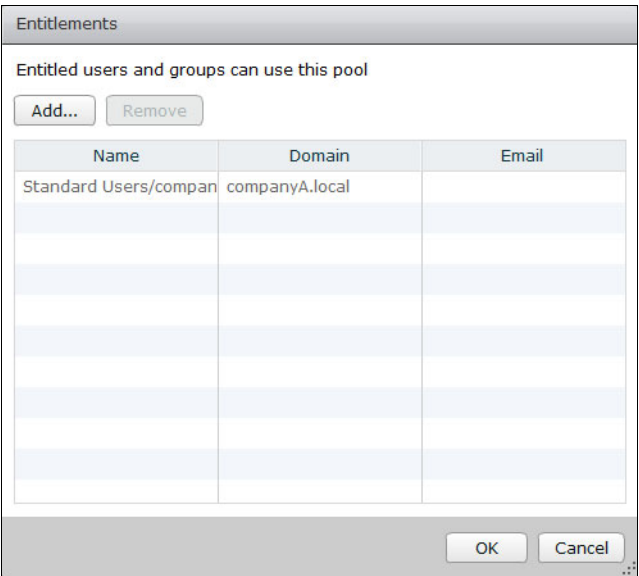 Entitlements
Entitled users and groups can use this pool
Add... Remove
Name Domain Email
Standard Users/compan companyA.local
OK Cancel